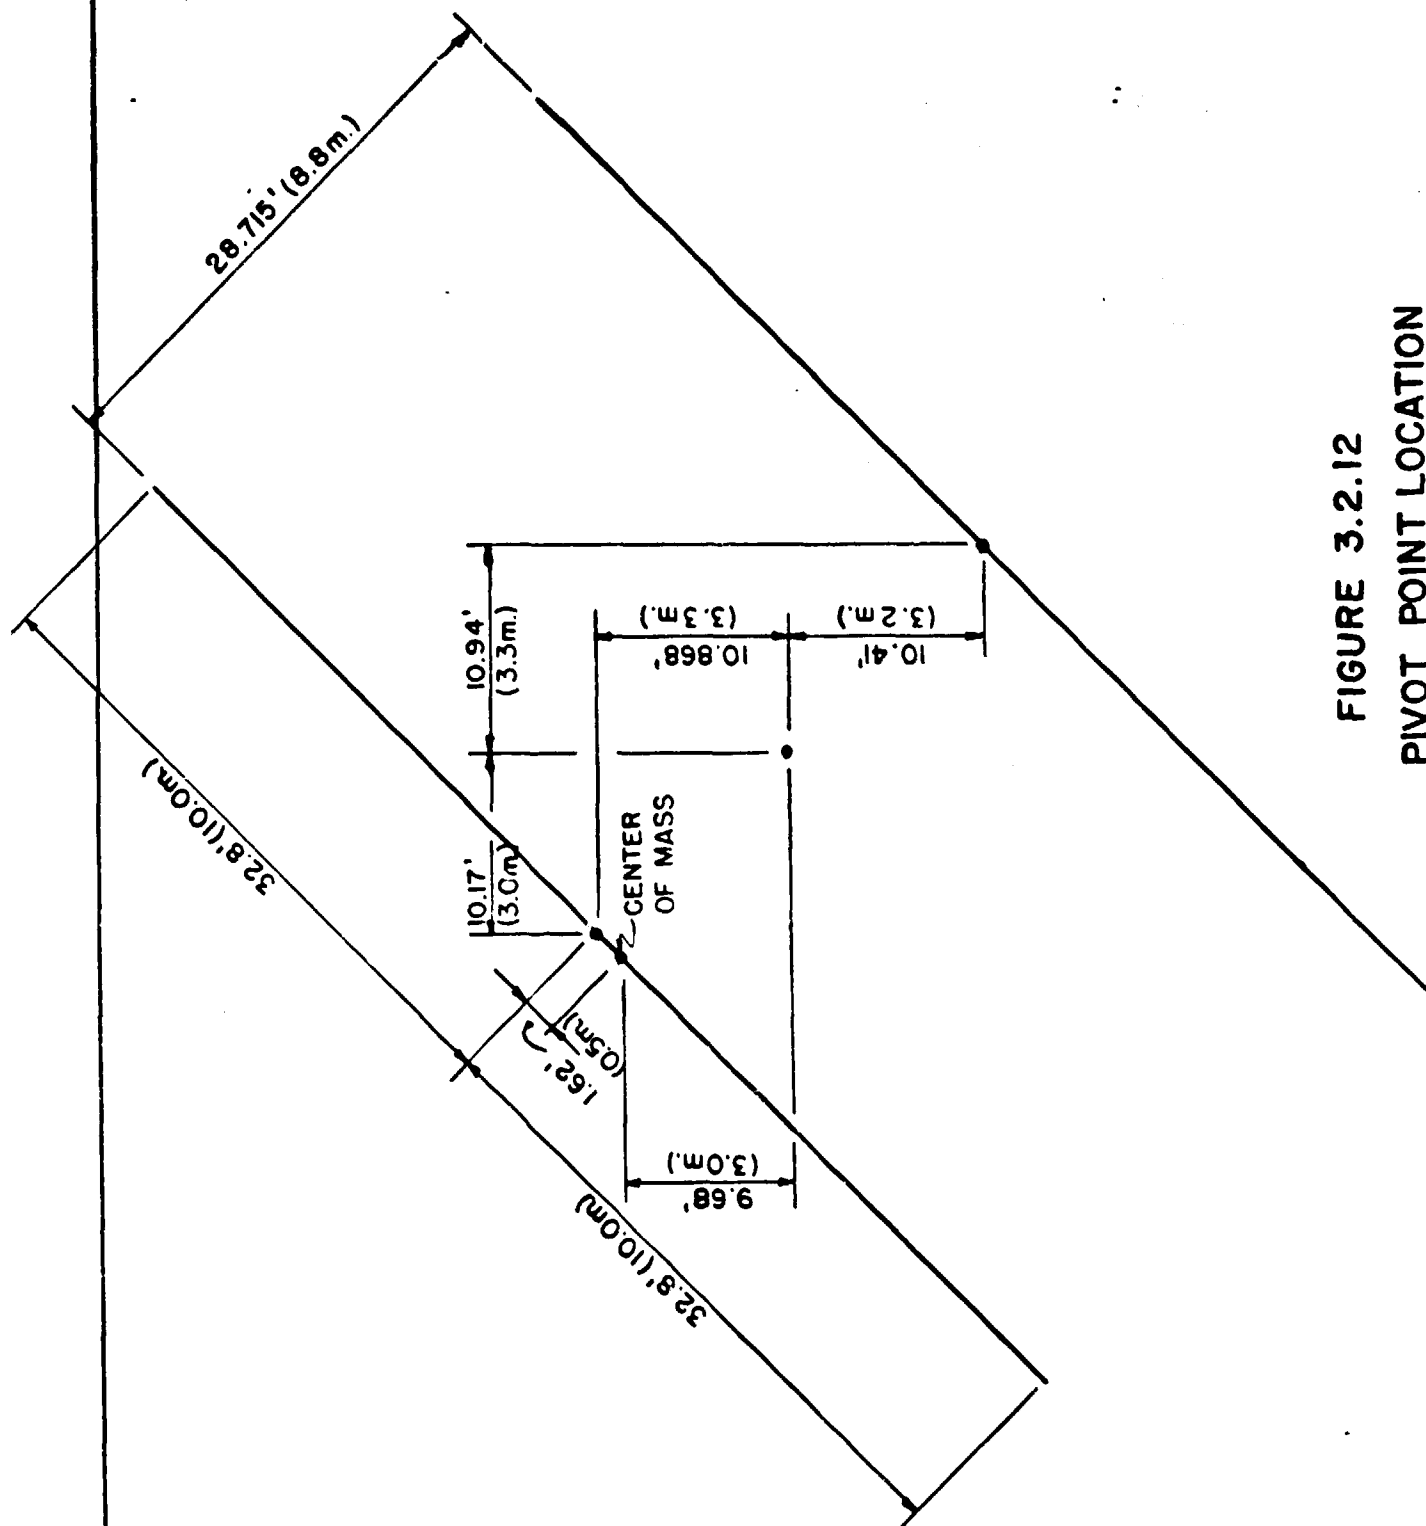 28.715' (8.8m.)
32.8' (10.0m.)
10.94'
(3.3m.)
10.868'
(3.3m.)
10.41'
(3.2m.)
10.17'
(3.0m)
CENTER
OF MASS
1.62'
(0.5m)
9.68'
(3.0m.)
32.8' (10.0m)
FIGURE 3.2.12
PIVOT POINT LOCATION